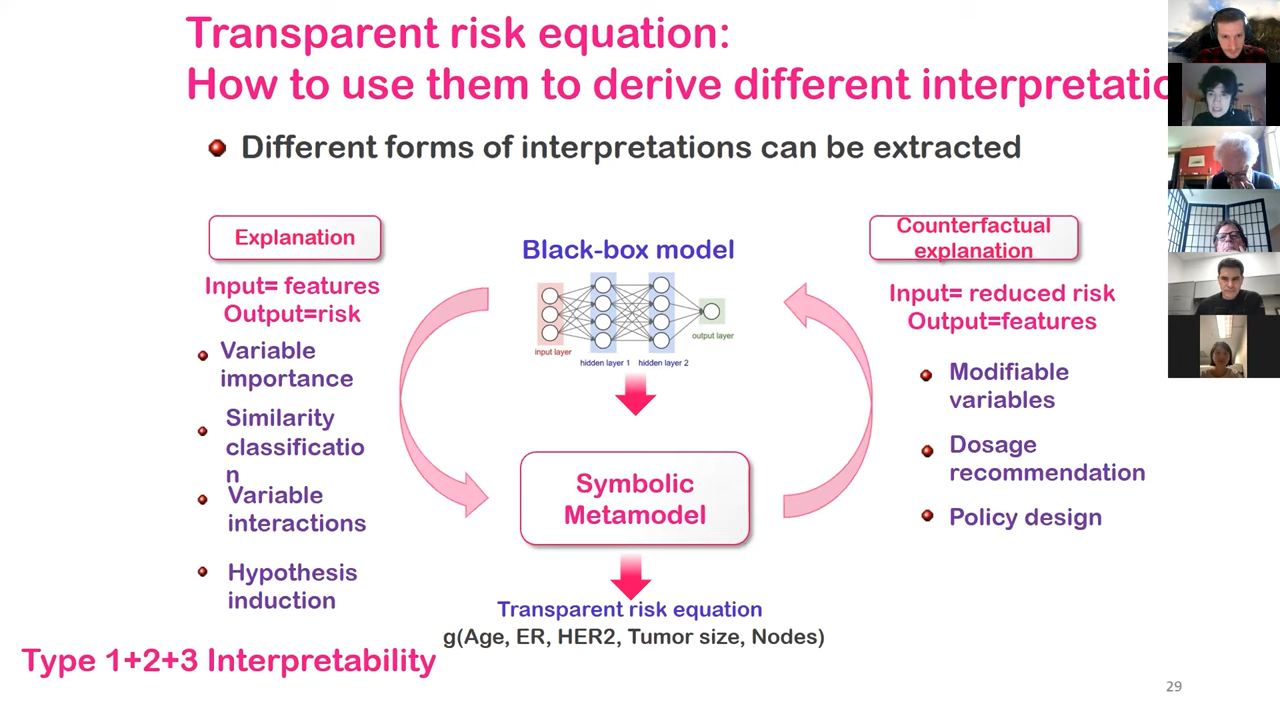 Transparent risk equation:
How to use them to derive different interpretatio
Different forms of interpretations can be extracted
Explanation
Input= features
Output=risk
Variable
importance
Similarity
classificatio
n
Variable
interactions
Hypothesis
induction
Type 1+2+3 Interpretability
Black-box model
input layer
hidden layer 1
hidden layer 2
output layer
Symbolic
Metamodel
Transparent risk equation
g(Age, ER, HER2, Tumor size, Nodes)
Counterfactual
explanation
Input= reduced risk
Output=features
Modifiable
variables
Dosage
recommendation
Policy design
29